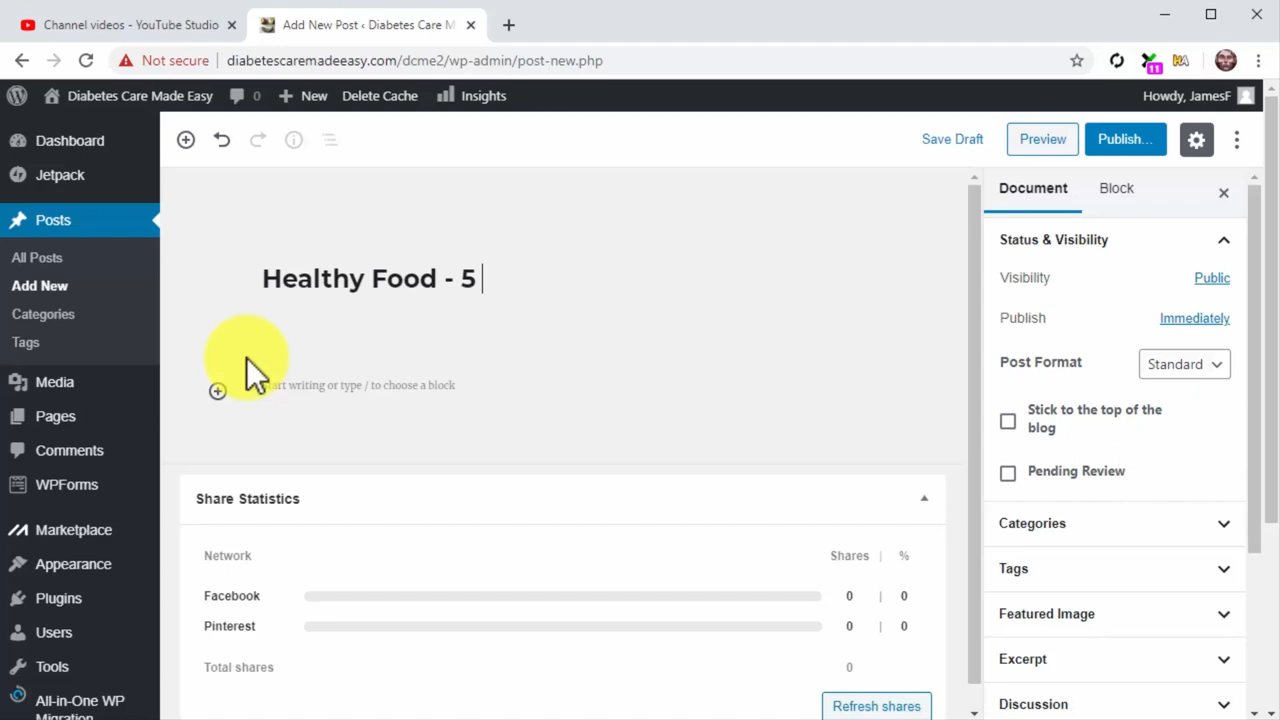 Channel videos - YouTube Studio
Add New Post ‹ Diabetes Care M
Not secure
diabetescaremadeeasy.com/dcme2/wp-admin/post-new.php
11
Diabetes Care Made Easy
0
New
Delete Cache
Insights
Howdy, JamesF
Dashboard
Jetpack
Posts
All Posts
Add New
Categories
Tags
Media
Pages
Comments
WPForms
Marketplace
Appearance
Plugins
Users
Tools
All-in-One WP
Migration
Save Draft
Preview
Publish...
Healthy Food - 5
writing or type / to choose a block
Share Statistics
Network
Shares | %
Facebook
0 | 0
Pinterest
0 | 0
Total shares
0
Refresh shares
Document
Block
Status & Visibility
Visibility
Public
Publish
Immediately
Post Format
Standard
Stick to the top of the
blog
Pending Review
Categories
Tags
Featured Image
Excerpt
Discussion